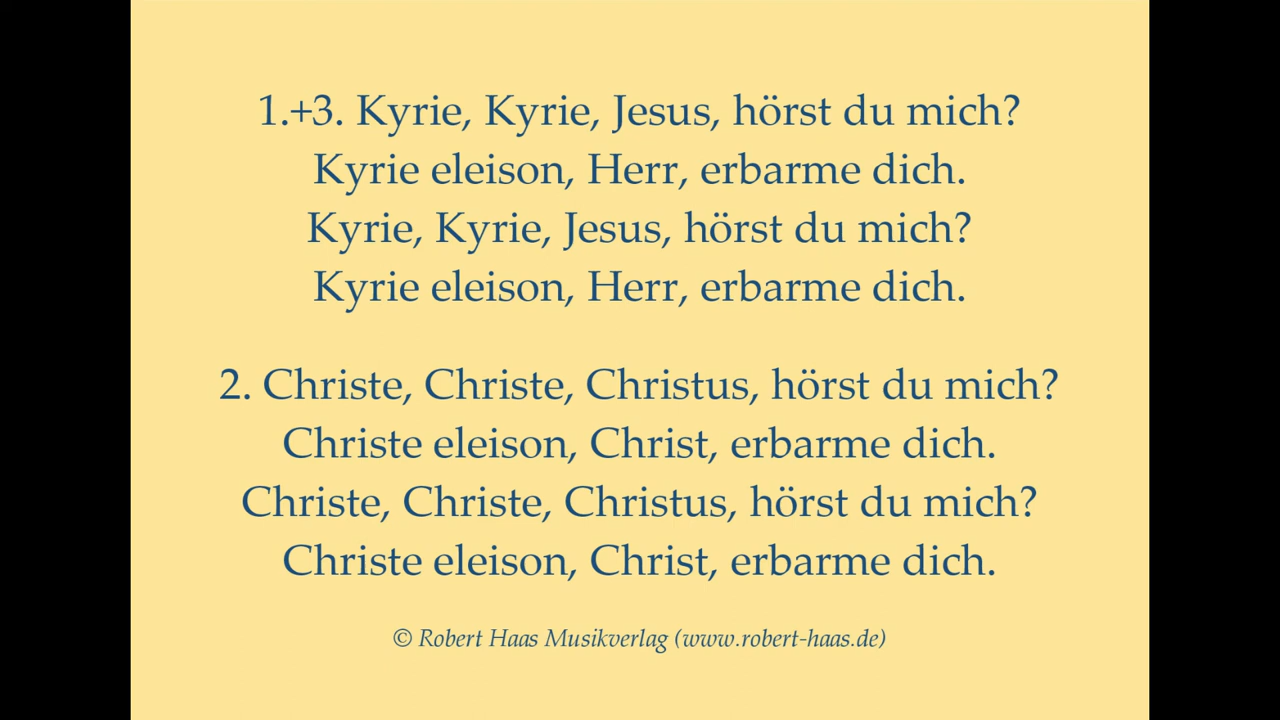 1.+3. Kyrie, Kyrie, Jesus, hörst du mich?
Kyrie eleison, Herr, erbarme dich.
Kyrie, Kyrie, Jesus, hörst du mich?
Kyrie eleison, Herr, erbarme dich.
2. Christe, Christe, Christus, hörst du mich?
Christe eleison, Christ, erbarme dich.
Christe, Christe, Christus, hörst du mich?
Christe eleison, Christ, erbarme dich.
© Robert Haas Musikverlag (www.robert-haas.de)